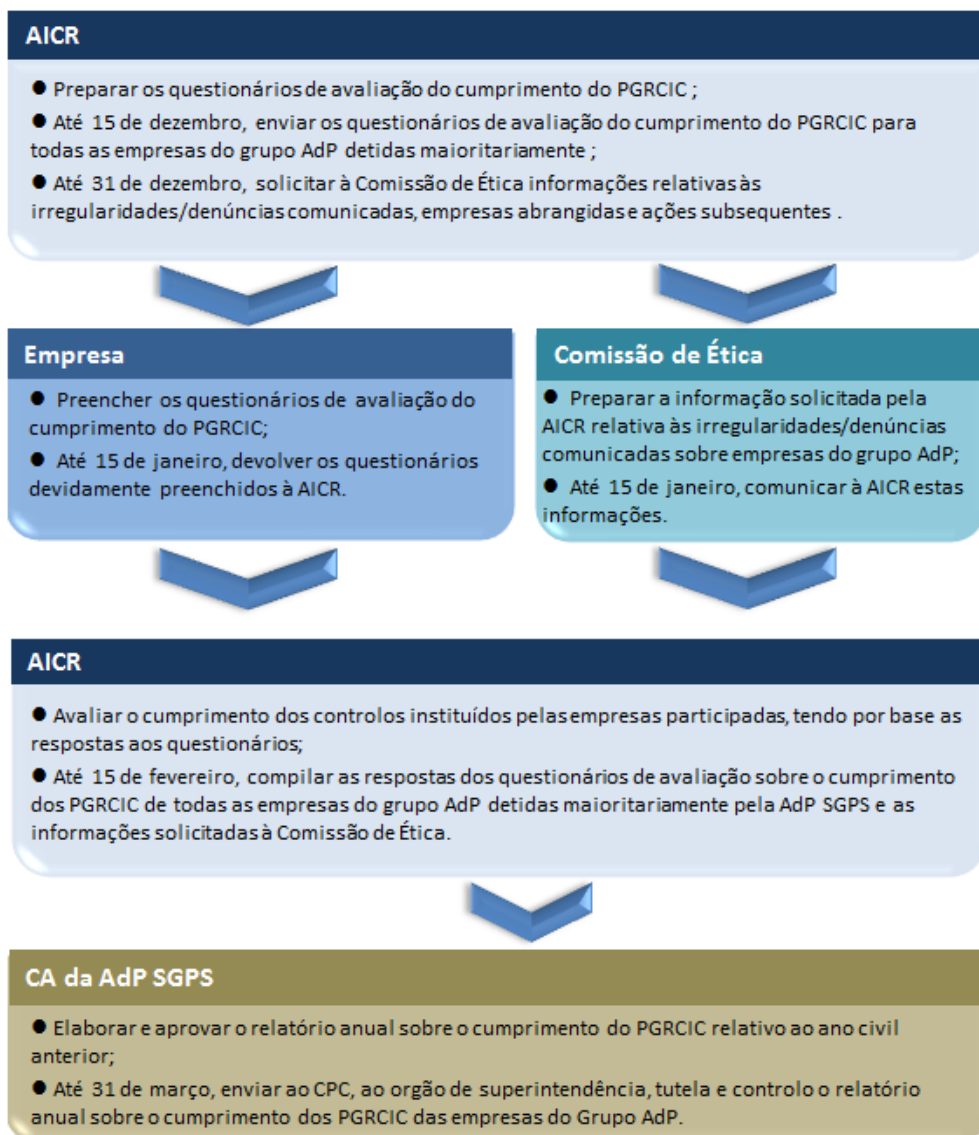 AICR
● Preparar os questionários de avaliação do cumprimento do PGRCIC ;
● Até 15 de dezembro, enviar os questionários de avaliação do cumprimento do PGRCIC para
todas as empresas do grupo AdP detidas maioritariamente ;
● Até 31 de dezembro, solicitar à Comissão de Ética informações relativas às
irregularidades/denúncias comunicadas, empresas abrangidas e ações subsequentes .
Empresa
● Preencher os questionários de avaliação do
cumprimento do PGRCIC;
● Até 15 de janeiro, devolver os questionários
devidamente preenchidos à AICR.
Comissão de Ética
● Preparar a informação solicitada pela
AICR relativa às irregularidades/denúncias
comunicadas sobre empresas do grupo AdP;
● Até 15 de janeiro, comunicar à AICR estas
informações.
AICR
● Avaliar o cumprimento dos controlos instituídos pelas empresas participadas, tendo por base as
respostas aos questionários;
● Até 15 de fevereiro, compilar as respostas dos questionários de avaliação sobre o cumprimento
dos PGRCIC de todas as empresas do grupo AdP detidas maioritariamente pela AdP SGPS e as
informações solicitadas à Comissão de Ética.
CA da AdP SGPS
● Elaborar e aprovar o relatório anual sobre o cumprimento do PGRCIC relativo ao ano civil
anterior;
● Até 31 de março, enviar ao CPC, ao orgão de superintendência, tutela e controlo o relatório
anual sobre o cumprimento dos PGRCIC das empresas do Grupo AdP.